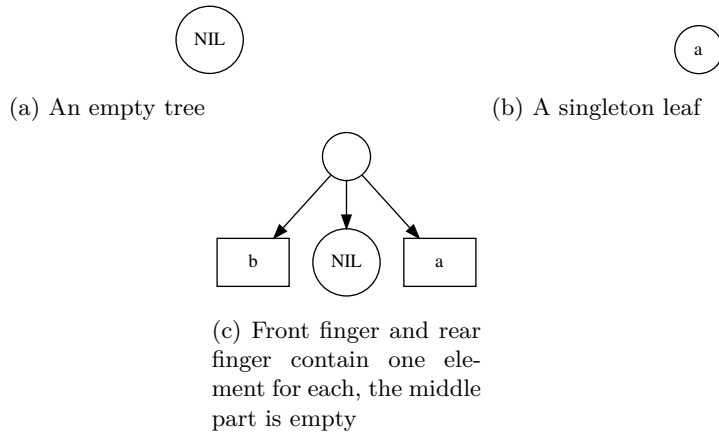 NIL
a
(a) An empty tree
(b) A singleton leaf
b
NIL
a
(c) Front finger and rear
finger contain one ele-
ment for each, the middle
part is empty